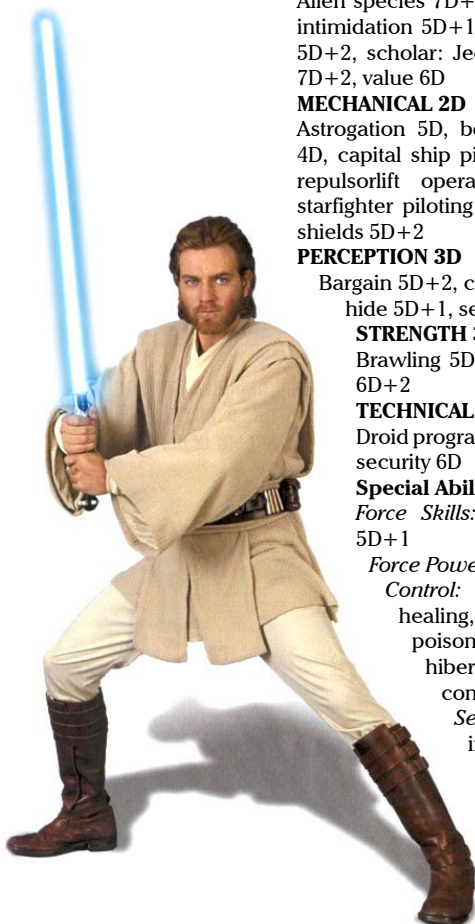 Alien species 7D+
intimidation 5D+1
5D+2, scholar: Jed
7D+2, value 6D
MECHANICAL 2D
Astrogation 5D, be
4D, capital ship pi
repulsorlift opera
starfighter piloting
shields 5D+2
PERCEPTION 3D
Bargain 5D+2, c
hide 5D+1, se
STRENGTH 3
Brawling 5D
6D+2
TECHNICAL
Droid progra
security 6D
Special Abil
Force Skills:
5D+1
Force Powe
Control:
healing,
poison
hiber
con
Se
i